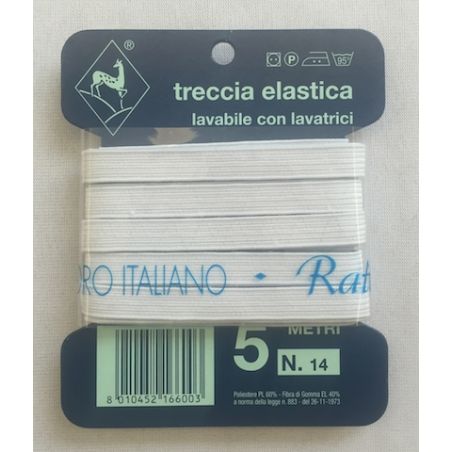 ®
P
95°
treccia elastica
lavabile con lavatrici
ORO ITALIANO • Rat
5
METRI
N. 14
8 010452 166003
Poliestere PL 60% - Fibra di Gomma EL 40%
a norma della legge n. 883 - del 26-11-1973